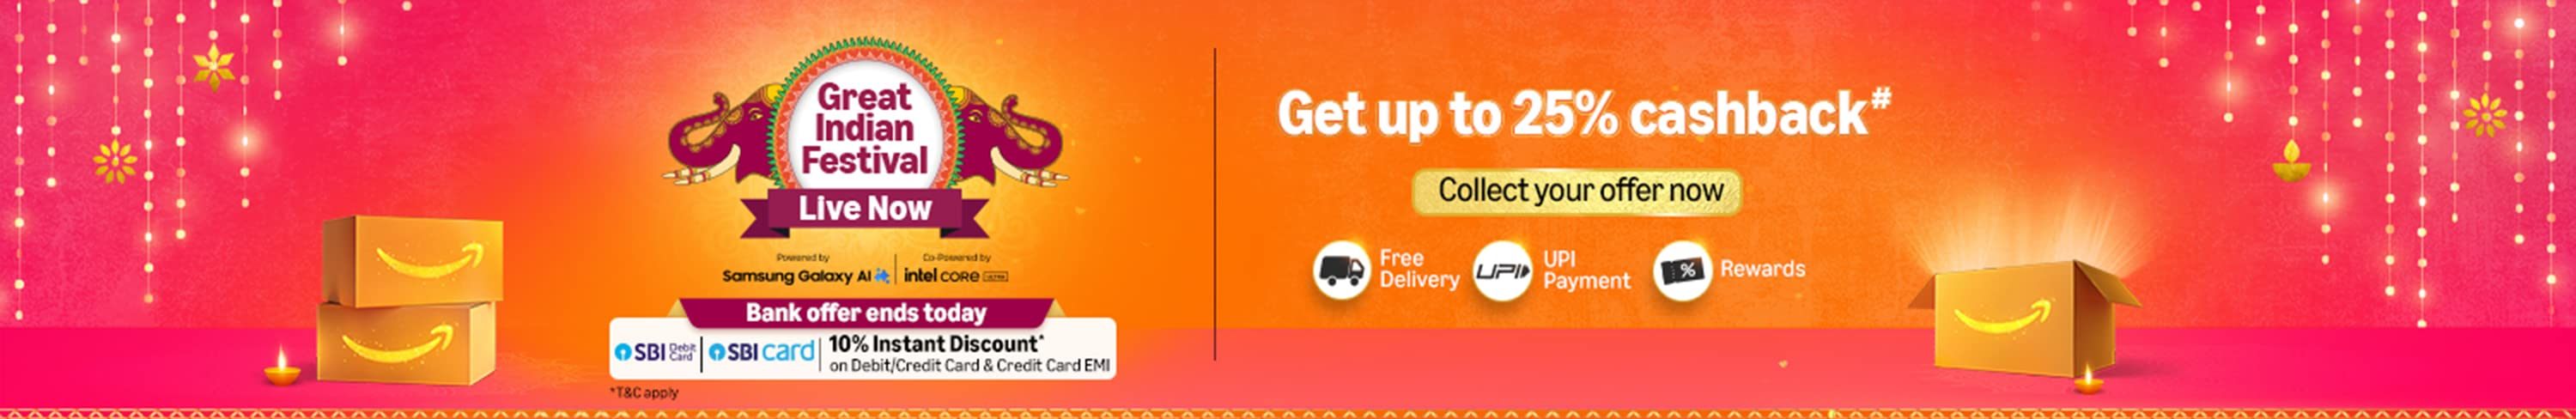 Great
Indian
Festival
Live Now
Powered by
Samsung Galaxy AI
Co-Powered by
intel CORE ULTRA
Bank offer ends today
SBI Debit Card
SBI card
10% Instant Discount*
on Debit/Credit Card & Credit Card EMI
*T&C apply
Get up to 25% cashback#
Collect your offer now
Free
Delivery
UPI
UPI
Payment
%
Rewards